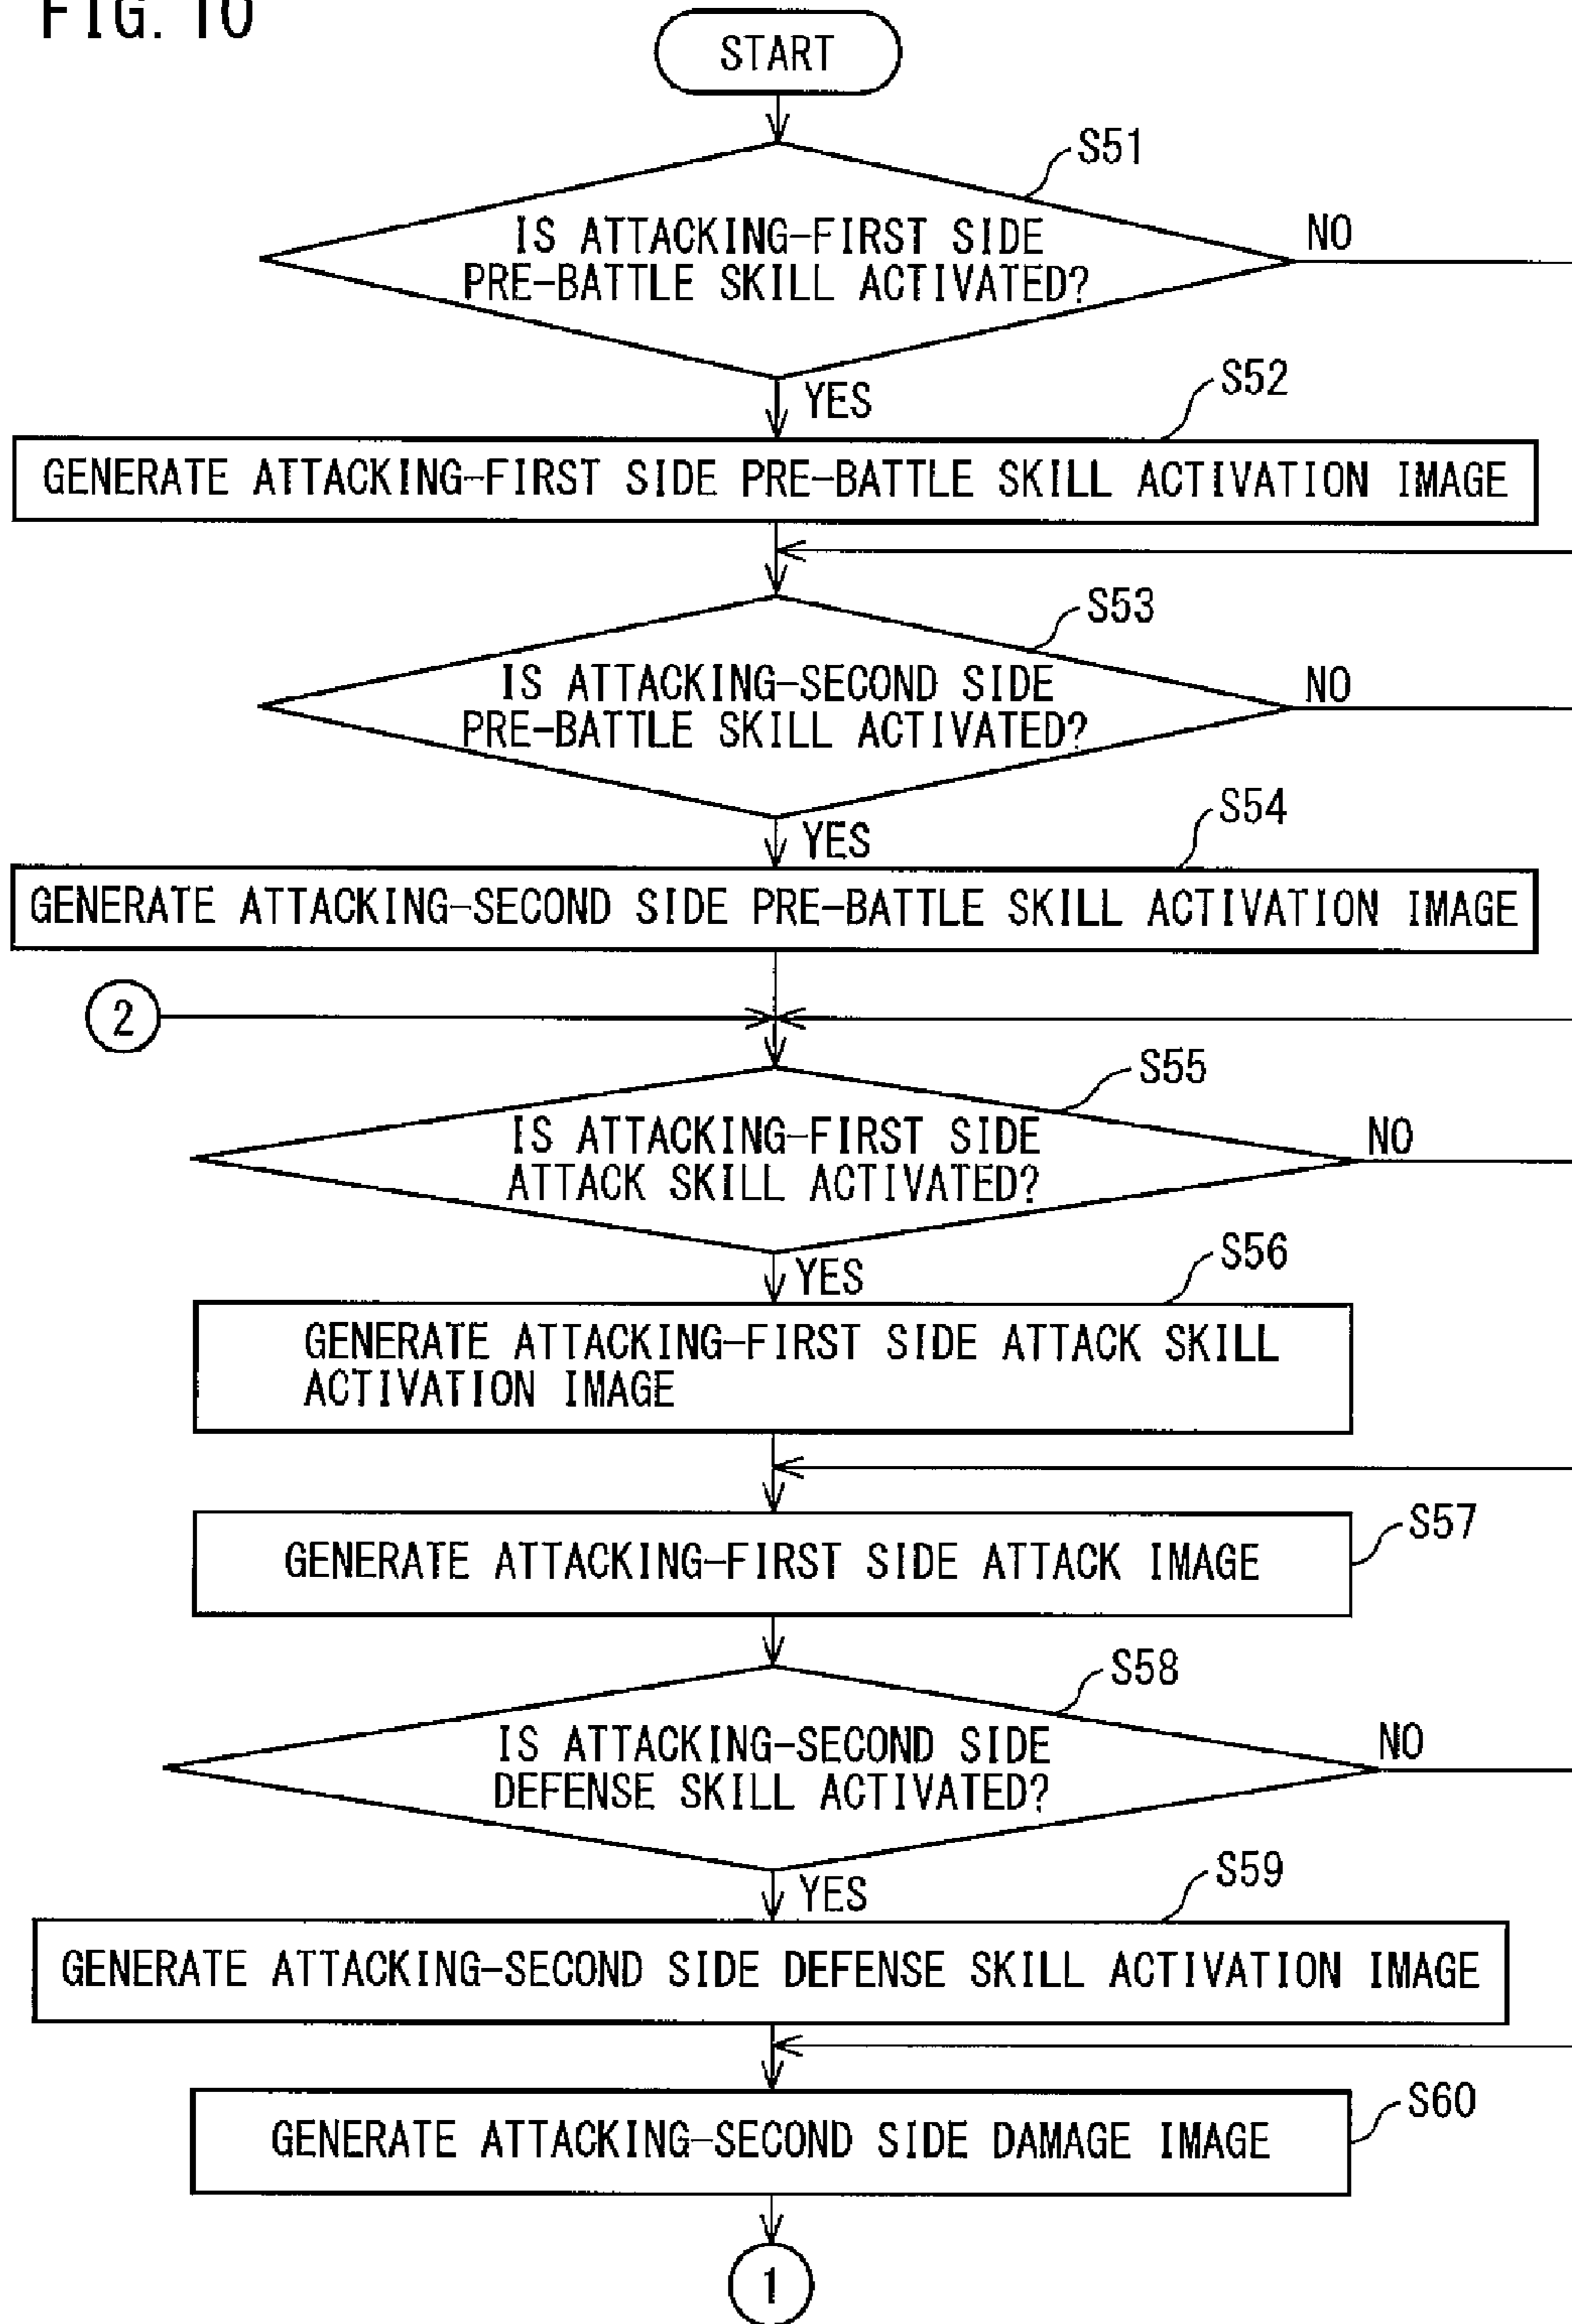 FIG. 10
START
S51
IS ATTACKING-FIRST SIDE
PRE-BATTLE SKILL ACTIVATED?
NO
YES
S52
GENERATE ATTACKING-FIRST SIDE PRE-BATTLE SKILL ACTIVATION IMAGE
S53
IS ATTACKING-SECOND SIDE
PRE-BATTLE SKILL ACTIVATED?
NO
YES
S54
GENERATE ATTACKING-SECOND SIDE PRE-BATTLE SKILL ACTIVATION IMAGE
2
S55
IS ATTACKING-FIRST SIDE
ATTACK SKILL ACTIVATED?
NO
YES
S56
GENERATE ATTACKING-FIRST SIDE ATTACK SKILL
ACTIVATION IMAGE
S57
GENERATE ATTACKING-FIRST SIDE ATTACK IMAGE
S58
IS ATTACKING-SECOND SIDE
DEFENSE SKILL ACTIVATED?
NO
YES
S59
GENERATE ATTACKING-SECOND SIDE DEFENSE SKILL ACTIVATION IMAGE
S60
GENERATE ATTACKING-SECOND SIDE DAMAGE IMAGE
1